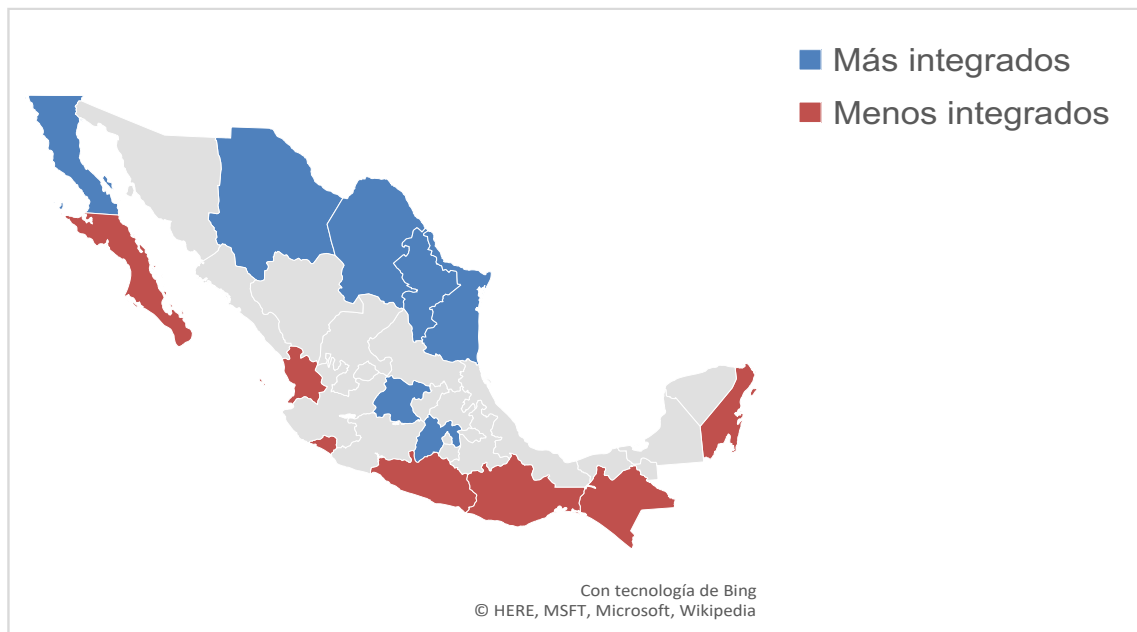 Más integrados
Menos integrados
Con tecnología de Bing
© HERE, MSFT, Microsoft, Wikipedia